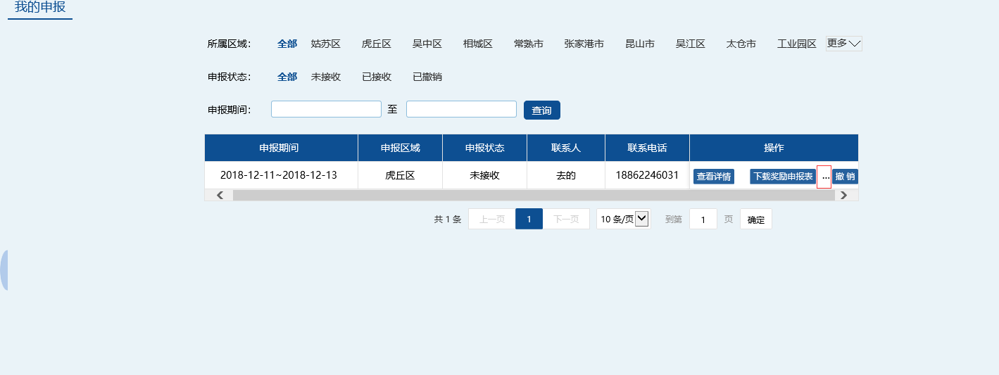 我的申报
所属区域： 全部 姑苏区 虎丘区 吴中区 相城区 常熟市 张家港市 昆山市 吴江区 太仓市 工业园区 更多
申报状态： 全部 未接收 已接收 已撤销
申报期间： 至 查询
申报期间 申报区域 申报状态 联系人 联系电话 操作
2018-12-11~2018-12-13 虎丘区 未接收 去的 18862246031 查看详情 下载奖励申报表 ... 撤 销
共 1 条 上一页 1 下一页 10 条/页 到第 1 页 确定